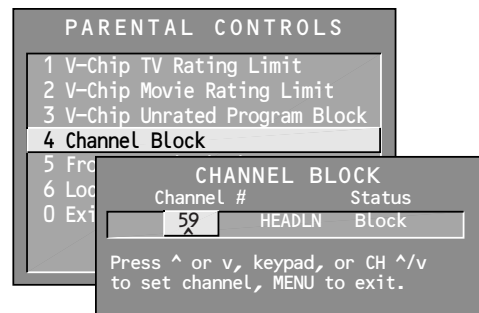 PARENTAL CONTROLS
1 V-Chip TV Rating Limit
2 V-Chip Movie Rating Limit
3 V-Chip Unrated Program Block
4 Channel Block
5 Fro
6 Loc
0 Exi
CHANNEL BLOCK
Channel # Status
59 HEADLN Block
Press ^ or v, keypad, or CH ^/v
to set channel, MENU to exit.